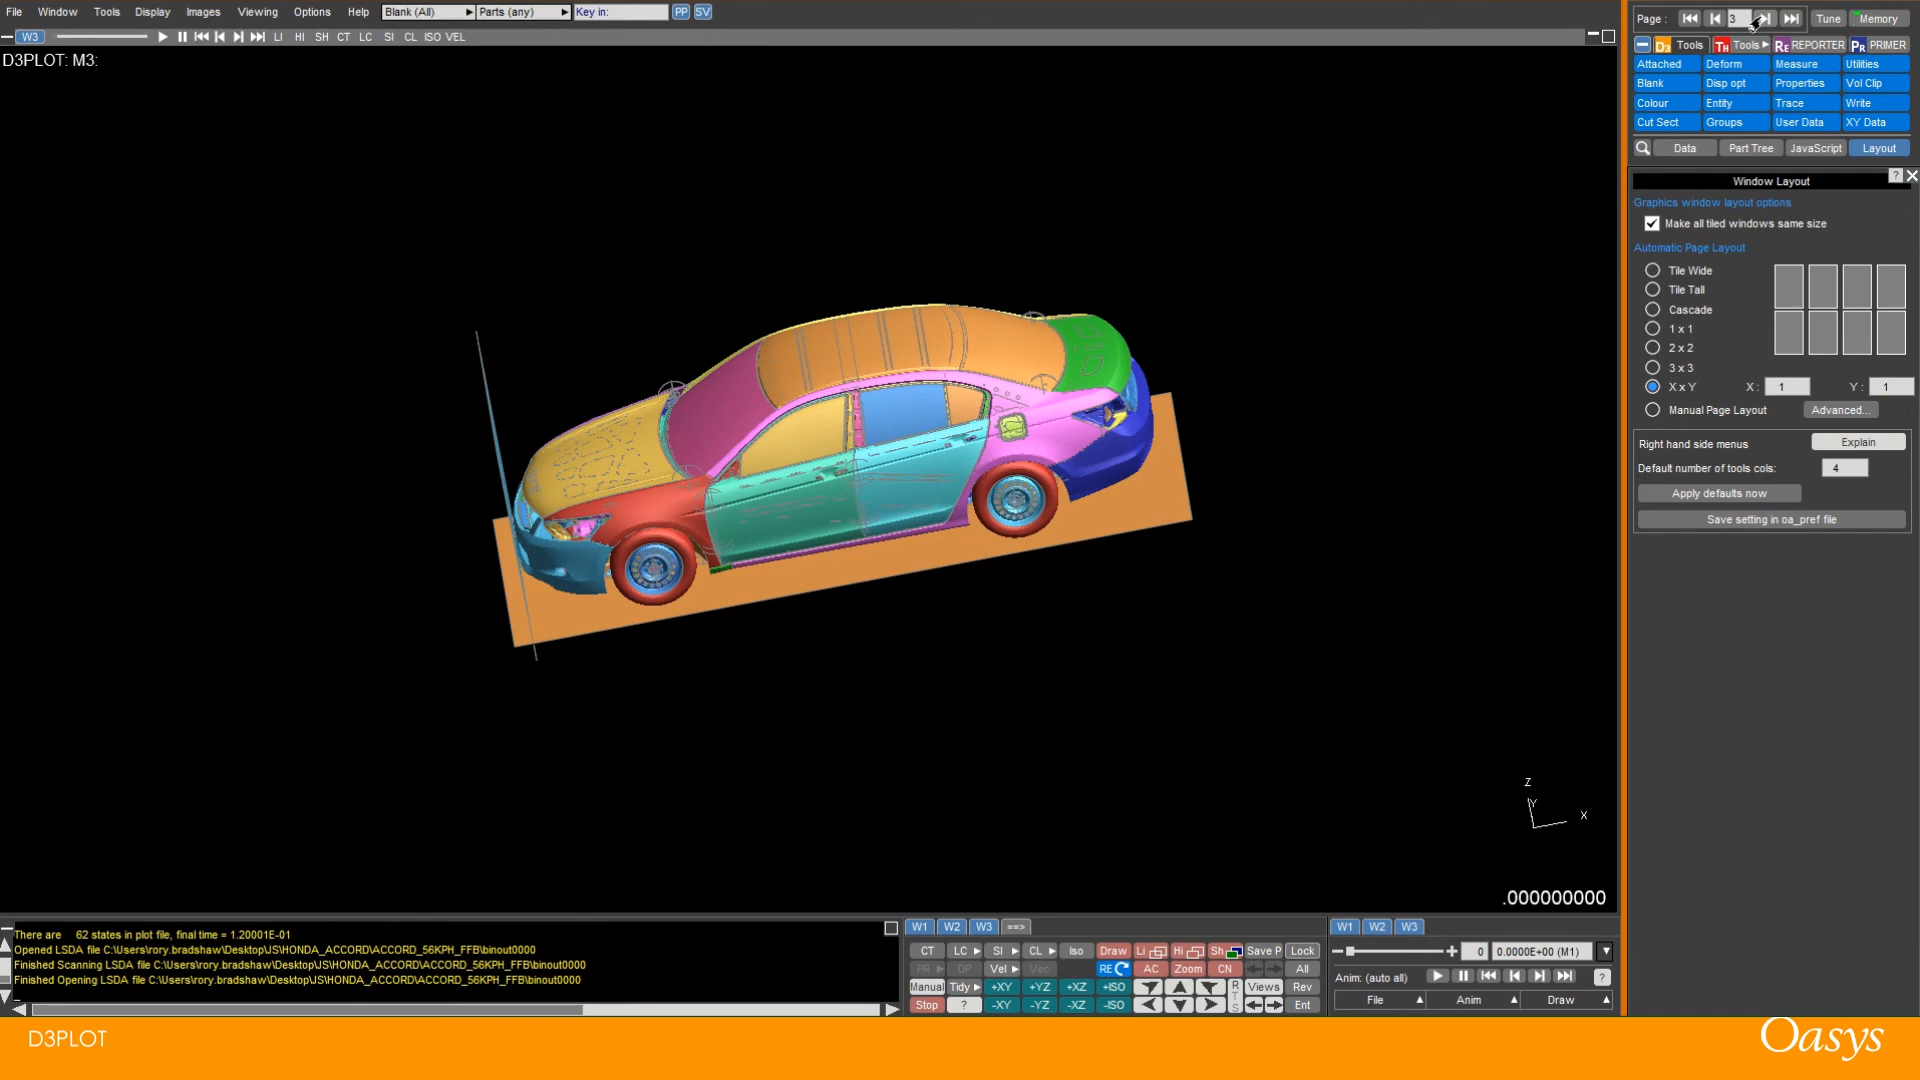 File Window Tools Display Images Viewing Options Help Blank (All) Parts (any) Key in: PP SV
W3 LI HI SH CT LC SI CL ISO VEL
D3PLOT: M3:
Page : 3 Tune Memory
D3 Tools TH Tools RE REPORTER PR PRIMER
Attached Deform Measure Utilities
Blank Disp opt Properties Vol Clip
Colour Entity Trace Write
Cut Sect Groups User Data XY Data
Data Part Tree JavaScript Layout
Window Layout ?
Graphics window layout options
Make all tiled windows same size
Automatic Page Layout
Tile Wide
Tile Tall
Cascade
1 x 1
2 x 2
3 x 3
X x Y X : 1 Y : 1
Manual Page Layout Advanced...
Right hand side menus Explain
Default number of tools cols: 4
Apply defaults now
Save setting in oa_pref file
Z
Y
X
.000000000
There are 62 states in plot file, final time = 1.20001E-01
Opened LSDA file C:\Users\rory.bradshaw\Desktop\JS\HONDA_ACCORD\ACCORD_56KPH_FFB\binout0000
Finished Scanning LSDA file C:\Users\rory.bradshaw\Desktop\JS\HONDA_ACCORD\ACCORD_56KPH_FFB\binout0000
Finished Opening LSDA file C:\Users\rory.bradshaw\Desktop\JS\HONDA_ACCORD\ACCORD_56KPH_FFB\binout0000
W1 W2 W3 ==>
CT LC SI CL Iso Draw Li Hi Sh Save P Lock
PR DP Vel Vec RE AC Zoom CN All
Manual Tidy +XY +YZ +XZ +ISO R T S Views Rev
Stop ? -XY -YZ -XZ -ISO Ent
W1 W2 W3
0 0.0000E+00 (M1)
Anim: (auto all) ?
File Anim Draw
D3PLOT
Oasys